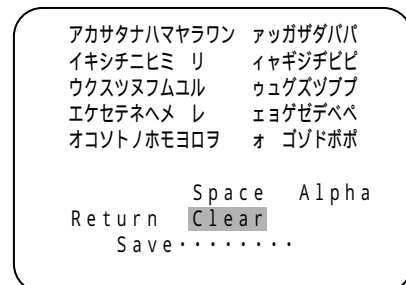 アカサタナハマヤラワン ァッガザダバパ
イキシチニヒミ リ ィャギジヂビピ
ウクスツヌフムユル ゥュグズヅブプ
エケセテネヘメ レ ェョゲゼデベペ
オコソトノホモヨロヲ ォ ゴゾドボポ
Space Alpha
Return Clear
Save········